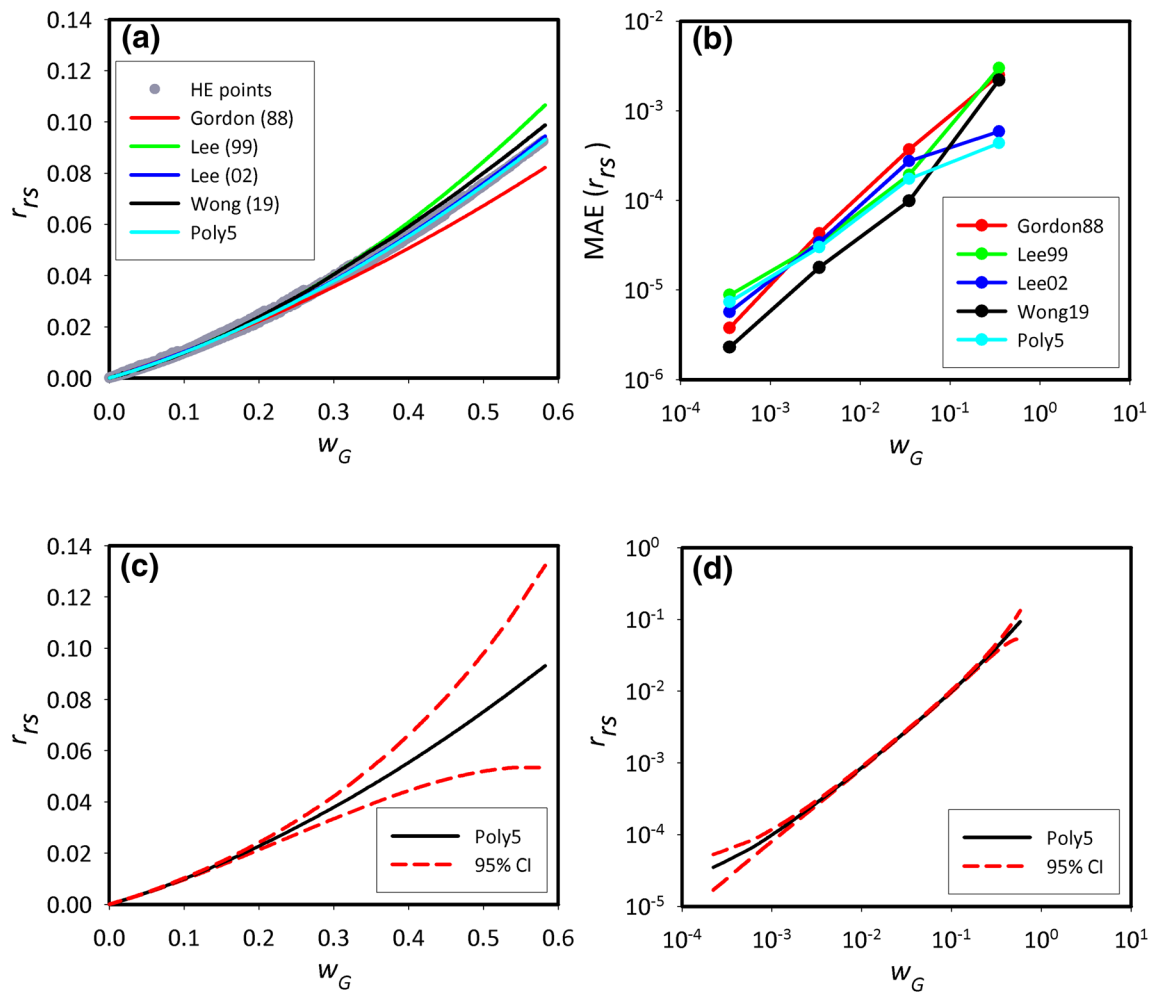 (a)
0.14
0.12
0.10
0.08
0.06
0.04
0.02
0.00
r_rs
HE points
Gordon (88)
Lee (99)
Lee (02)
Wong (19)
Poly5
0.0 0.1 0.2 0.3 0.4 0.5 0.6
w_G
(b)
10^-2
10^-3
10^-4
10^-5
10^-6
MAE (r_rs)
Gordon88
Lee99
Lee02
Wong19
Poly5
10^-4 10^-3 10^-2 10^-1 10^0 10^1
w_G
(c)
0.14
0.12
0.10
0.08
0.06
0.04
0.02
0.00
r_rs
Poly5
95% CI
0.0 0.1 0.2 0.3 0.4 0.5 0.6
w_G
(d)
10^0
10^-1
10^-2
10^-3
10^-4
10^-5
r_rs
Poly5
95% CI
10^-4 10^-3 10^-2 10^-1 10^0 10^1
w_G